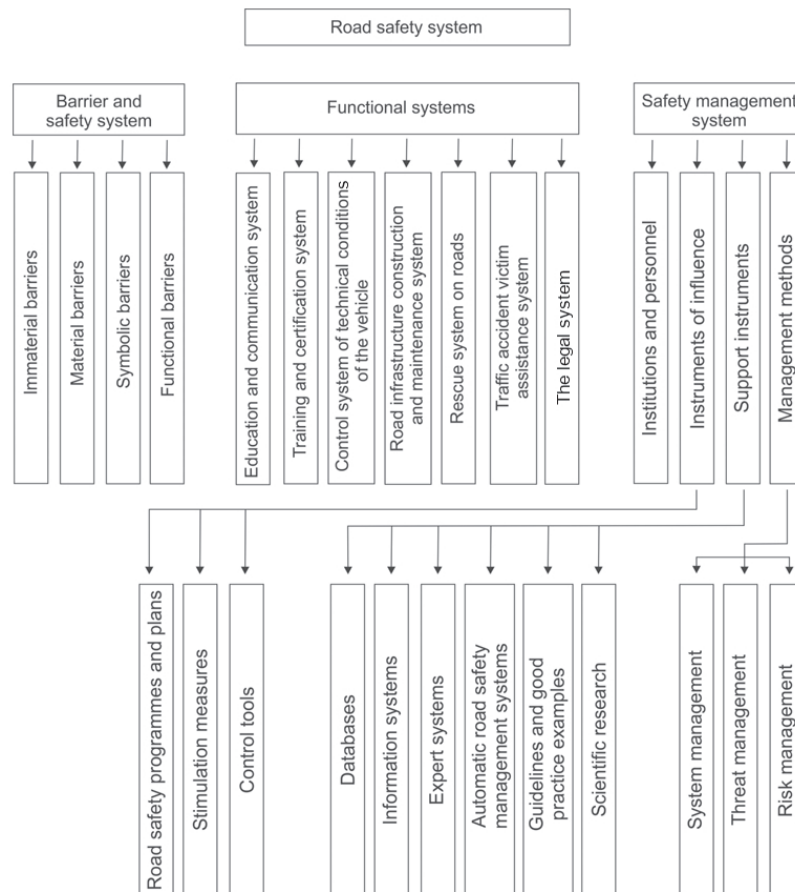 Road safety system
Barrier and
safety system
Functional systems
Safety management
system
Immaterial barriers
Material barriers
Symbolic barriers
Functional barriers
Education and communication system
Training and certification system
Control system of technical conditions
of the vehicle
Road infrastructure construction
and maintenance system
Rescue system on roads
Traffic accident victim
assistance system
The legal system
Institutions and personnel
Instruments of influence
Support instruments
Management methods
Road safety programmes and plans
Stimulation measures
Control tools
Databases
Information systems
Expert systems
Automatic road safety
management systems
Guidelines and good
practice examples
Scientific research
System management
Threat management
Risk management